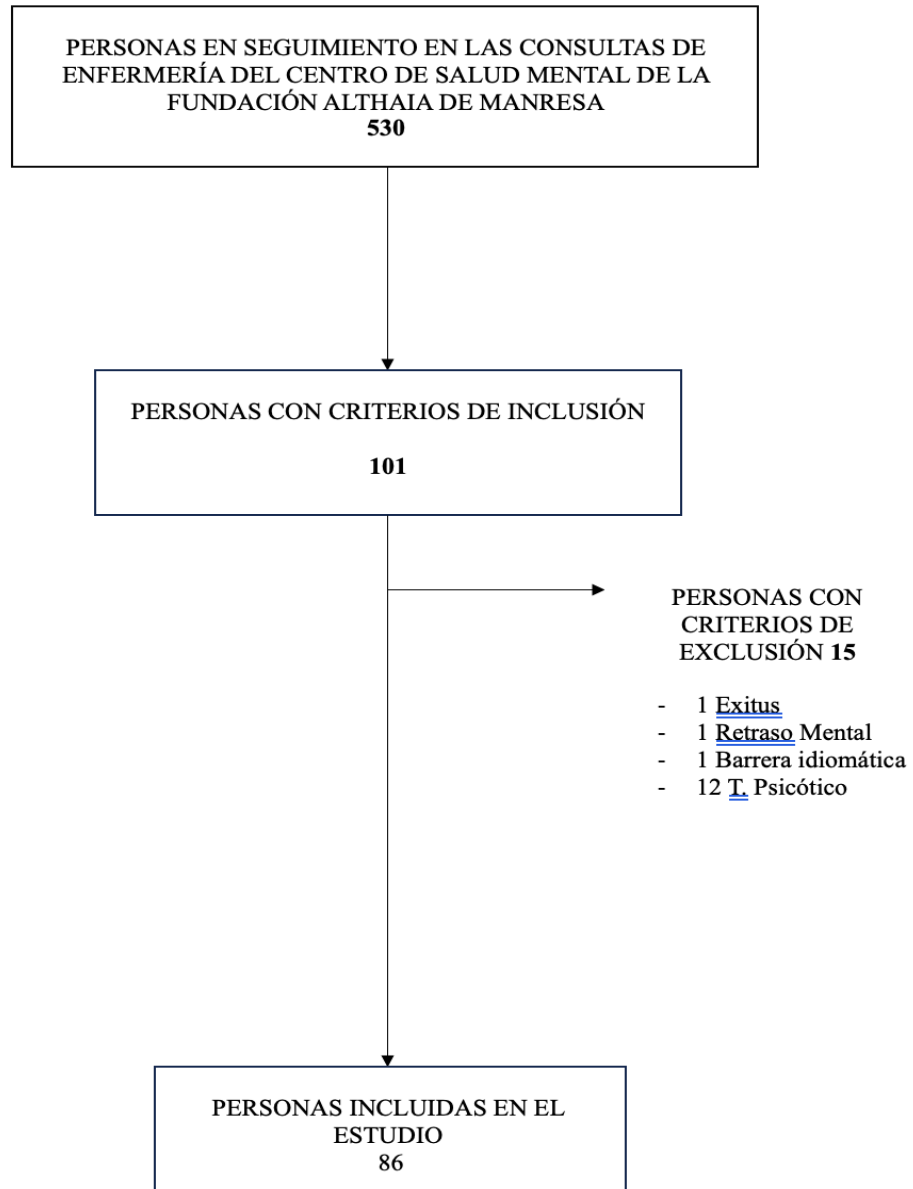 PERSONAS EN SEGUIMIENTO EN LAS CONSULTAS DE
ENFERMERÍA DEL CENTRO DE SALUD MENTAL DE LA
FUNDACIÓN ALTHAIA DE MANRESA
530
PERSONAS CON CRITERIOS DE INCLUSIÓN
101
PERSONAS CON
CRITERIOS DE
EXCLUSIÓN 15
- 1 Exitus
- 1 Retraso Mental
- 1 Barrera idiomática
- 12 T. Psicótico
PERSONAS INCLUIDAS EN EL
ESTUDIO
86